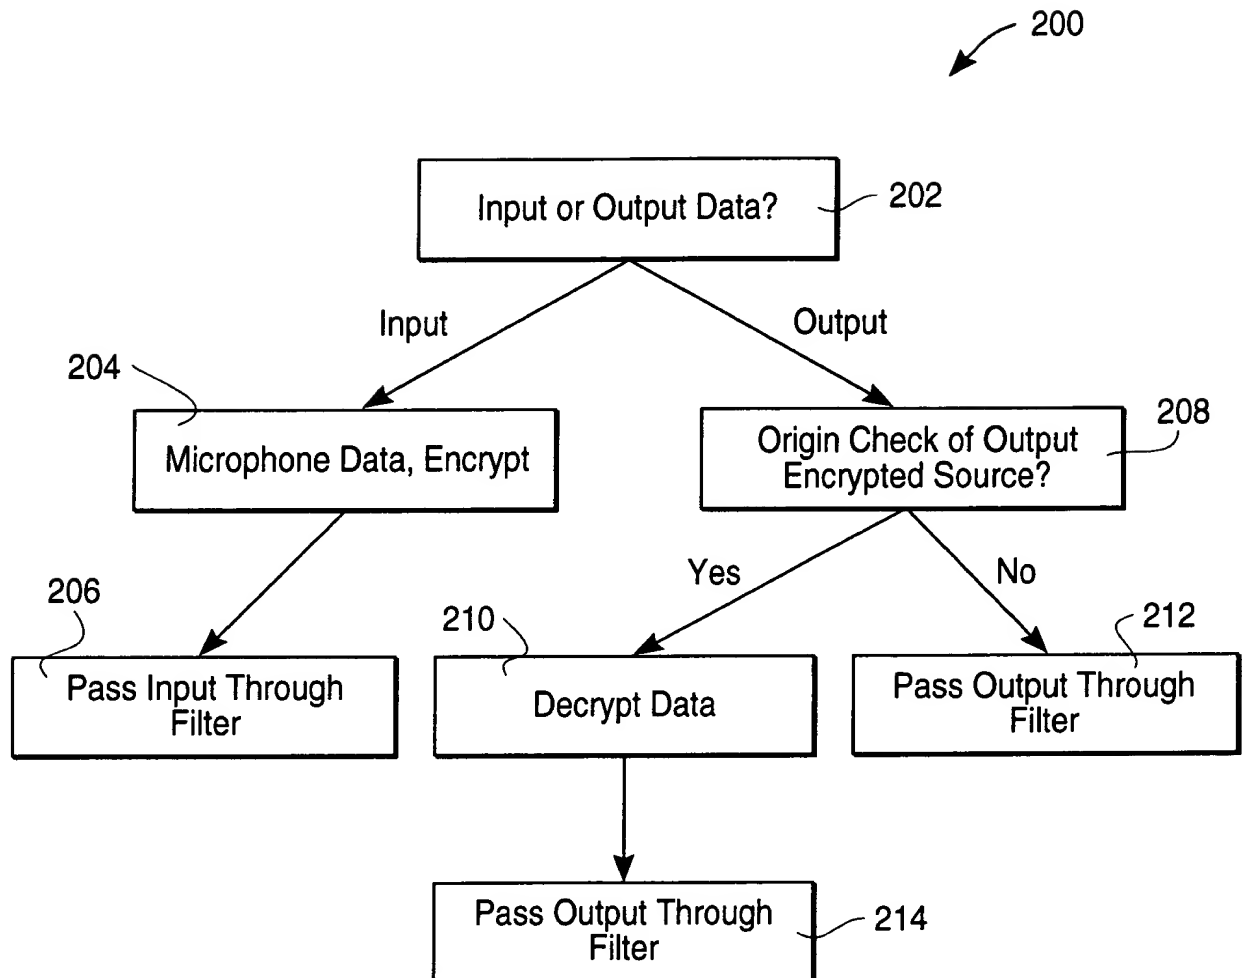 200
Input or Output Data?
202
Input
Output
204
Microphone Data, Encrypt
Origin Check of Output
Encrypted Source?
208
Yes
No
206
Pass Input Through
Filter
210
Decrypt Data
212
Pass Output Through
Filter
Pass Output Through
Filter
214